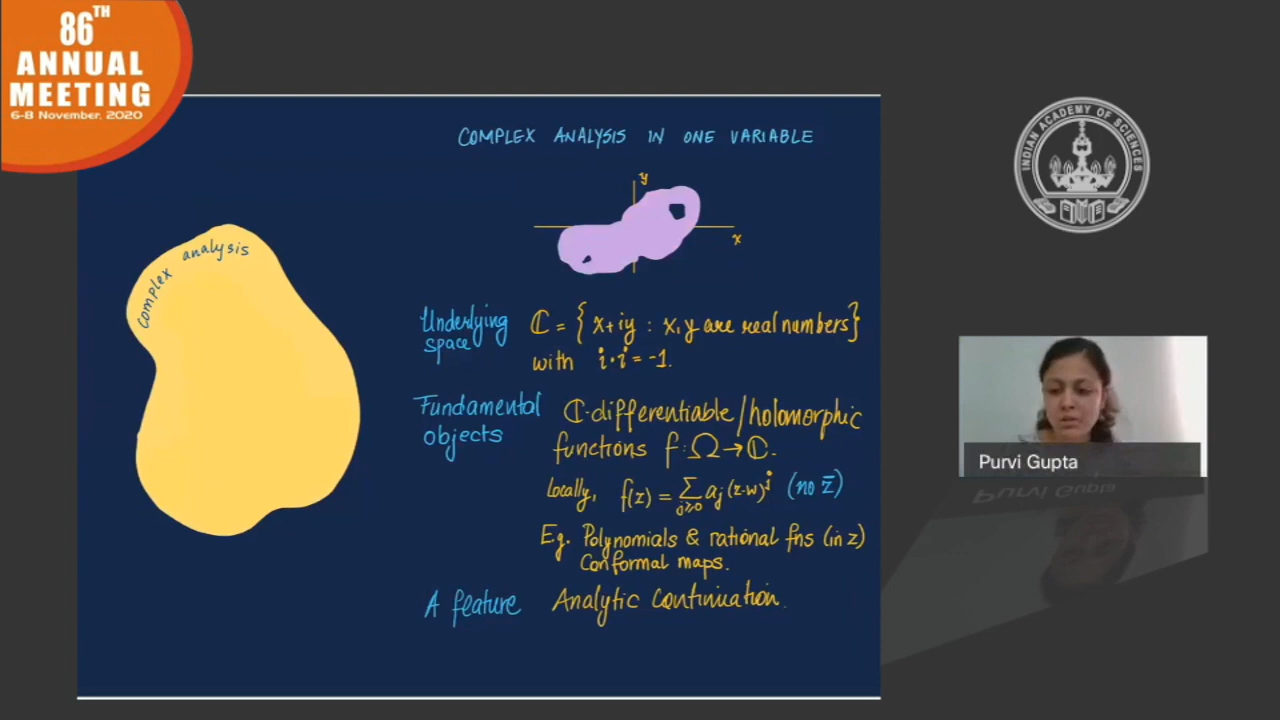 86TH
ANNUAL
MEETING
6-8 November, 2020
COMPLEX ANALYSIS IN ONE VARIABLE
y
x
complex analysis
Underlying space
ℂ = { x+iy : x,y are real numbers}
with i·i = -1.
Fundamental objects
ℂ-differentiable/holomorphic
functions f:Ω→ℂ.
Locally, f(z) = ∑_{j≥0} a_j (z-w)^j (no z̄)
E.g. Polynomials & rational fns (in z)
Conformal maps.
A feature Analytic continuation.
INDIAN ACADEMY OF SCIENCES
Purvi Gupta